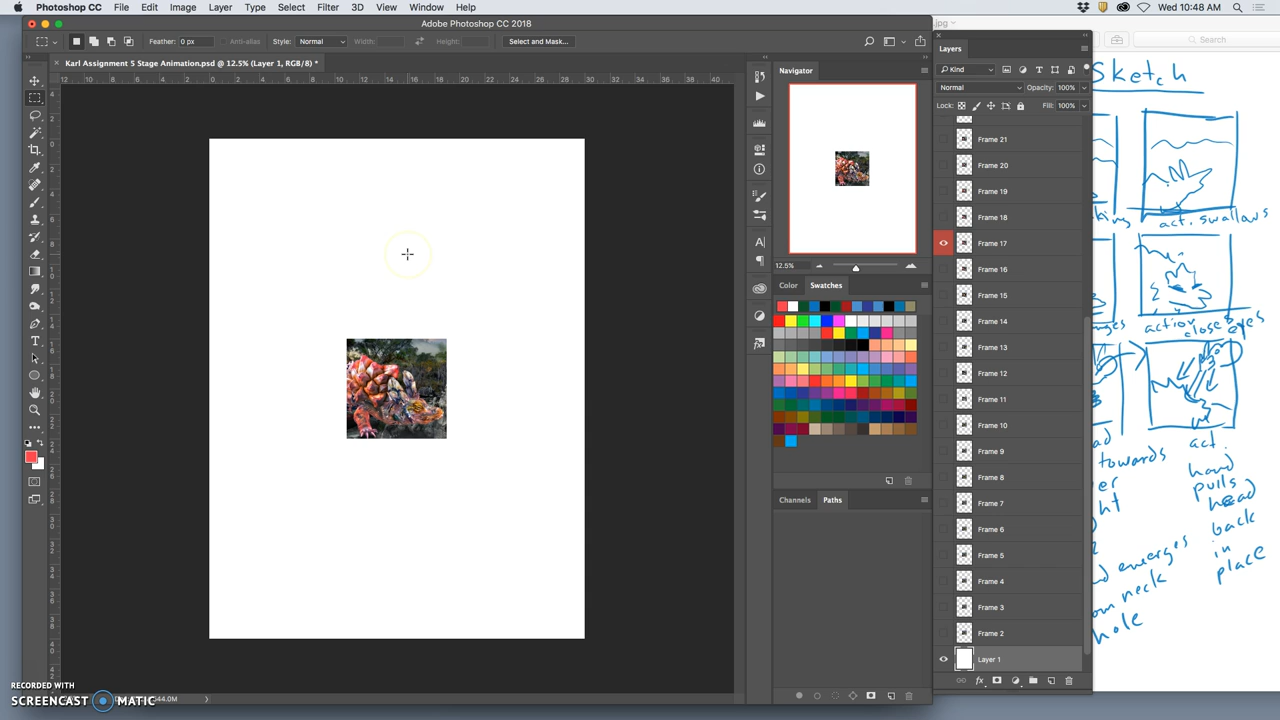 Photoshop CC File Edit Image Layer Type Select Filter 3D View Window Help Wed 10:48 AM
Adobe Photoshop CC 2018
Feather: 0 px Anti-alias Style: Normal Width: Height: Select and Mask...
Karl Assignment 5 Stage Animation.psd @ 12.5% (Layer 1, RGB/8) *
.jpg
Search
Navigator
12.5%
Color Swatches
Channels Paths
Layers
Kind
Normal Opacity: 100%
Lock: Fill: 100%
Frame 21
Frame 20
Frame 19
Frame 18
Frame 17
Frame 16
Frame 15
Frame 14
Frame 13
Frame 12
Frame 11
Frame 10
Frame 9
Frame 8
Frame 7
Frame 6
Frame 5
Frame 4
Frame 3
Frame 2
Layer 1
Sketch
act. swallows
action closes eyes
towards
act.
hand
pulls
head
back
in
place
emerges
neck
hole
RECORDED WITH
SCREENCAST MATIC